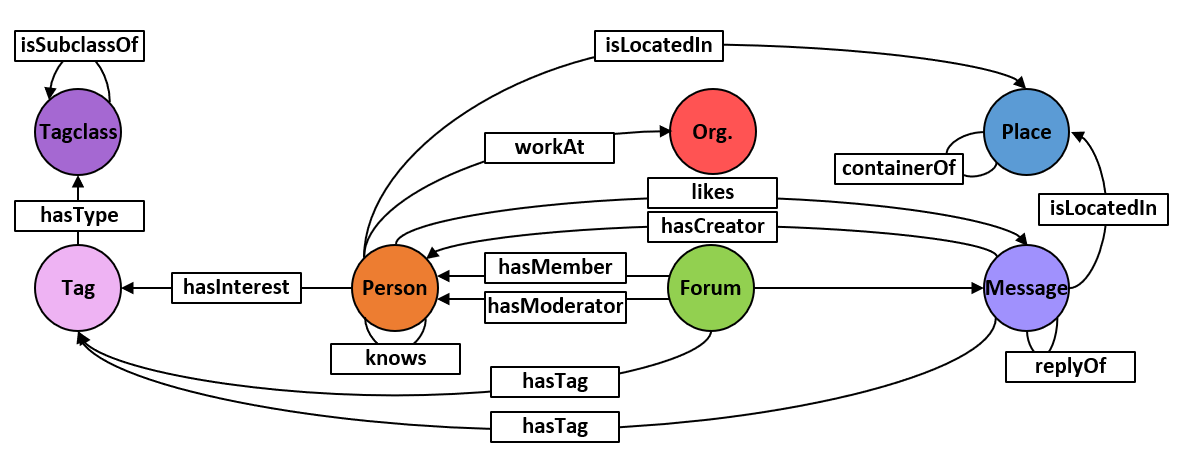 isSubclassOf
isLocatedIn
Tagclass
Org.
Place
workAt
containerOf
likes
hasType
isLocatedIn
hasCreator
hasMember
Tag
hasInterest
Person
Forum
Message
hasModerator
knows
replyOf
hasTag
hasTag